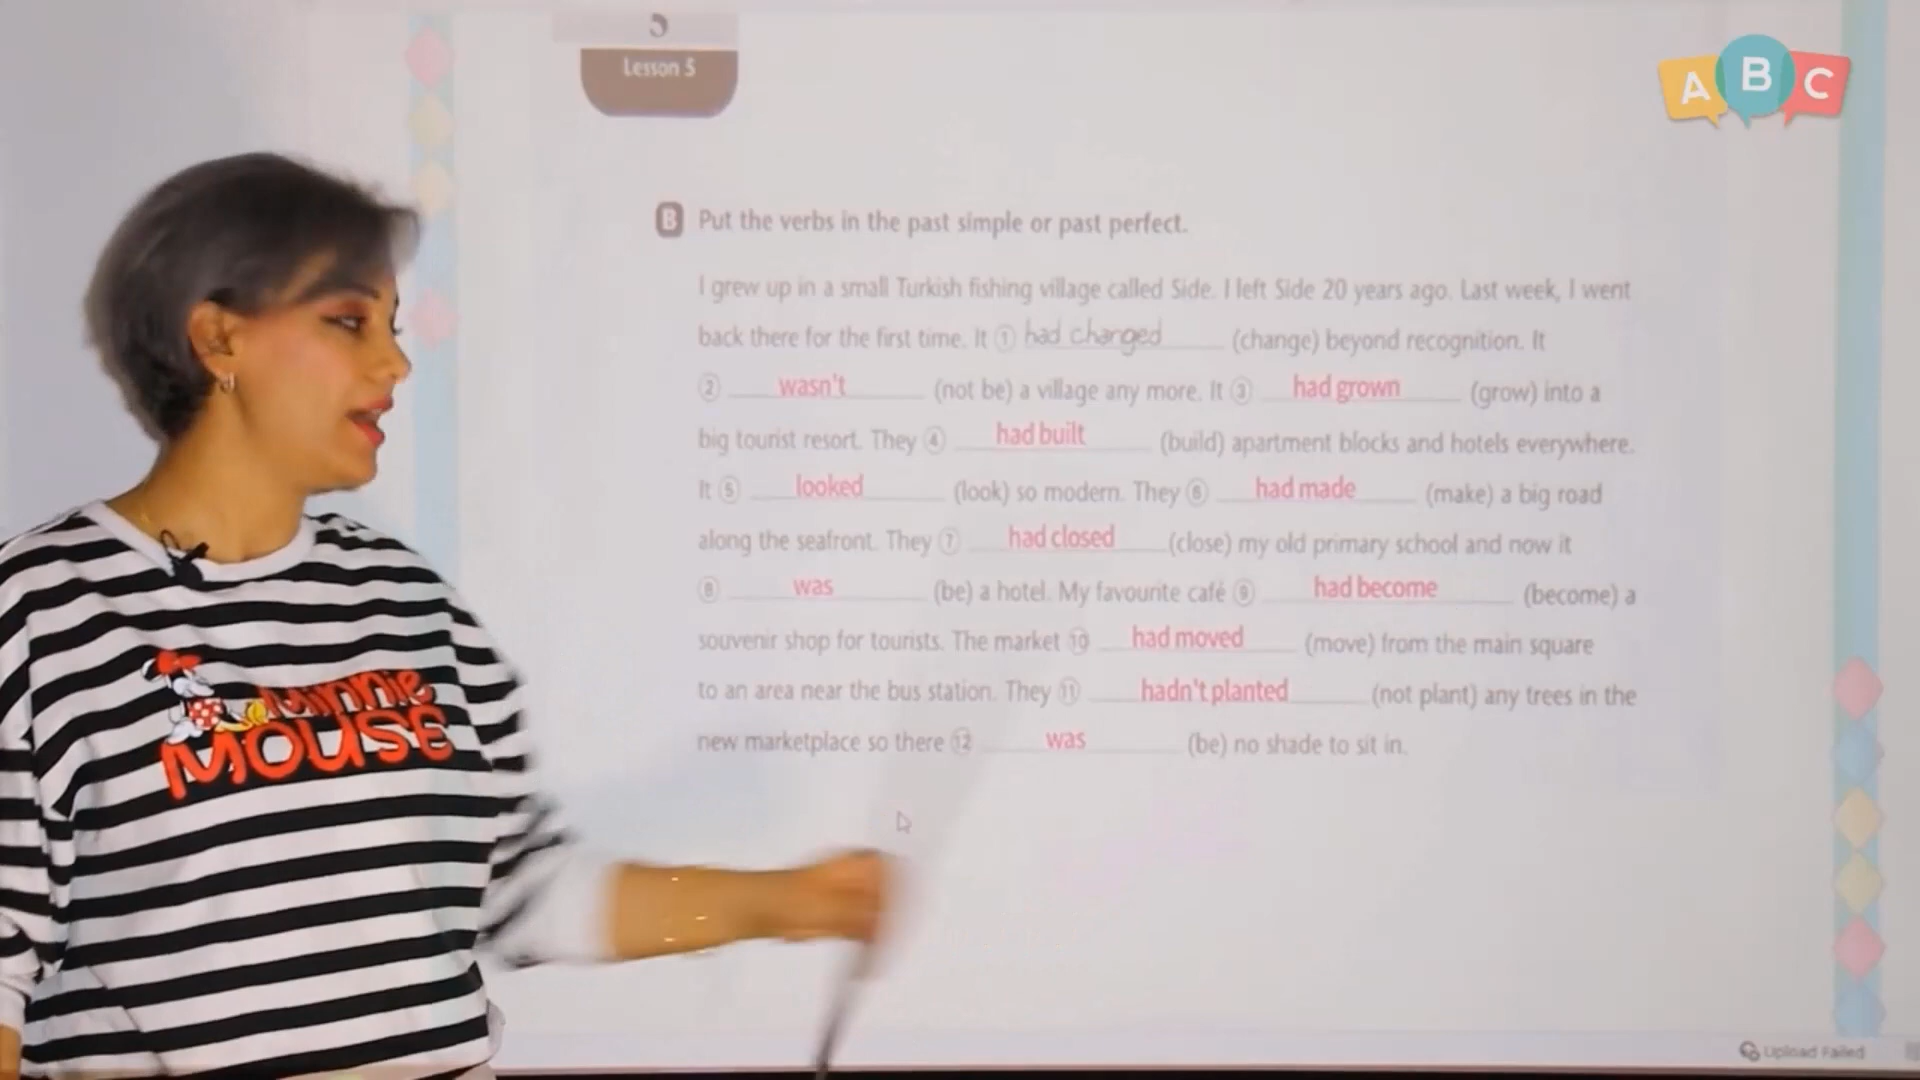 5
Lesson 5
A B C
B Put the verbs in the past simple or past perfect.
I grew up in a small Turkish fishing village called Side. I left Side 20 years ago. Last week, I went
back there for the first time. It ① had changed (change) beyond recognition. It
② wasn't (not be) a village any more. It ③ had grown (grow) into a
big tourist resort. They ④ had built (build) apartment blocks and hotels everywhere.
It ⑤ looked (look) so modern. They ⑥ had made (make) a big road
along the seafront. They ⑦ had closed (close) my old primary school and now it
⑧ was (be) a hotel. My favourite café ⑨ had become (become) a
souvenir shop for tourists. The market ⑩ had moved (move) from the main square
to an area near the bus station. They ⑪ hadn't planted (not plant) any trees in the
new marketplace so there ⑫ was (be) no shade to sit in.
Minnie
MOUSE
Upload Failed